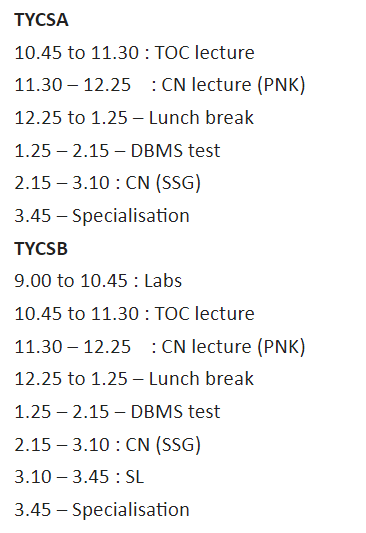 TYCSA
10.45 to 11.30 : TOC lecture
11.30 – 12.25 : CN lecture (PNK)
12.25 to 1.25 – Lunch break
1.25 – 2.15 – DBMS test
2.15 – 3.10 : CN (SSG)
3.45 – Specialisation
TYCSB
9.00 to 10.45 : Labs
10.45 to 11.30 : TOC lecture
11.30 – 12.25 : CN lecture (PNK)
12.25 to 1.25 – Lunch break
1.25 – 2.15 – DBMS test
2.15 – 3.10 : CN (SSG)
3.10 – 3.45 : SL
3.45 – Specialisation